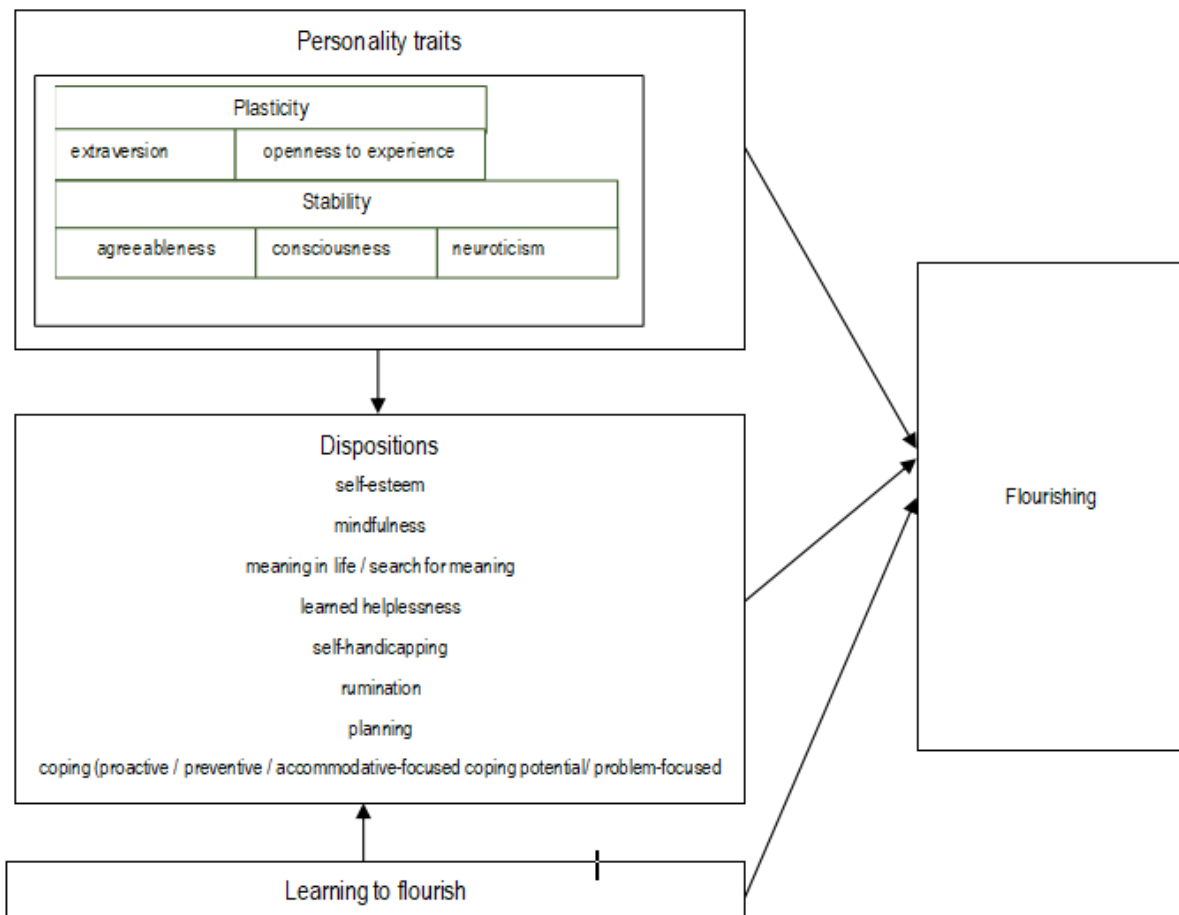 Personality traits
Plasticity
extraversion openness to experience
Stability
agreeableness consciousness neuroticism
Dispositions
self-esteem
mindfulness
meaning in life / search for meaning
learned helplessness
self-handicapping
rumination
planning
coping (proactive / preventive / accommodative-focused coping potential/ problem-focused
Flourishing
Learning to flourish